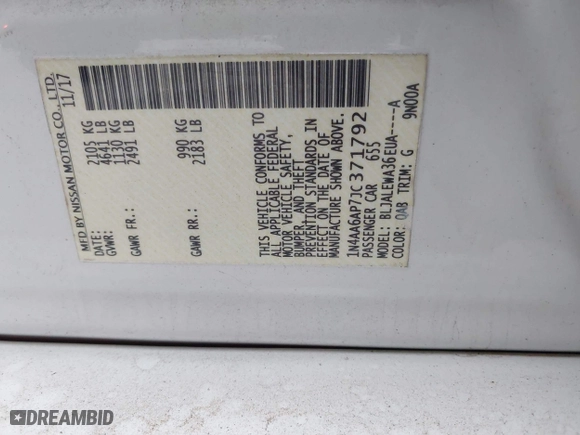 MFD BY NISSAN MOTOR CO., LTD.
DATE: 11/17
GVWR: 2105 KG
4641 LB
GAWR FR: 1130 KG
2491 LB
GAWR RR: 990 KG
2183 LB
THIS VEHICLE CONFORMS TO
ALL APPLICABLE FEDERAL
MOTOR VEHICLE SAFETY,
BUMPER, AND THEFT
PREVENTION STANDARDS IN
EFFECT ON THE DATE OF
MANUFACTURE SHOWN ABOVE.
1N4AA6AP7JC371792
PASSENGER CAR 655
MODEL: BLJALEWA36EUA----A
COLOR: QAB TRIM: G 9N00A
DREAMBID